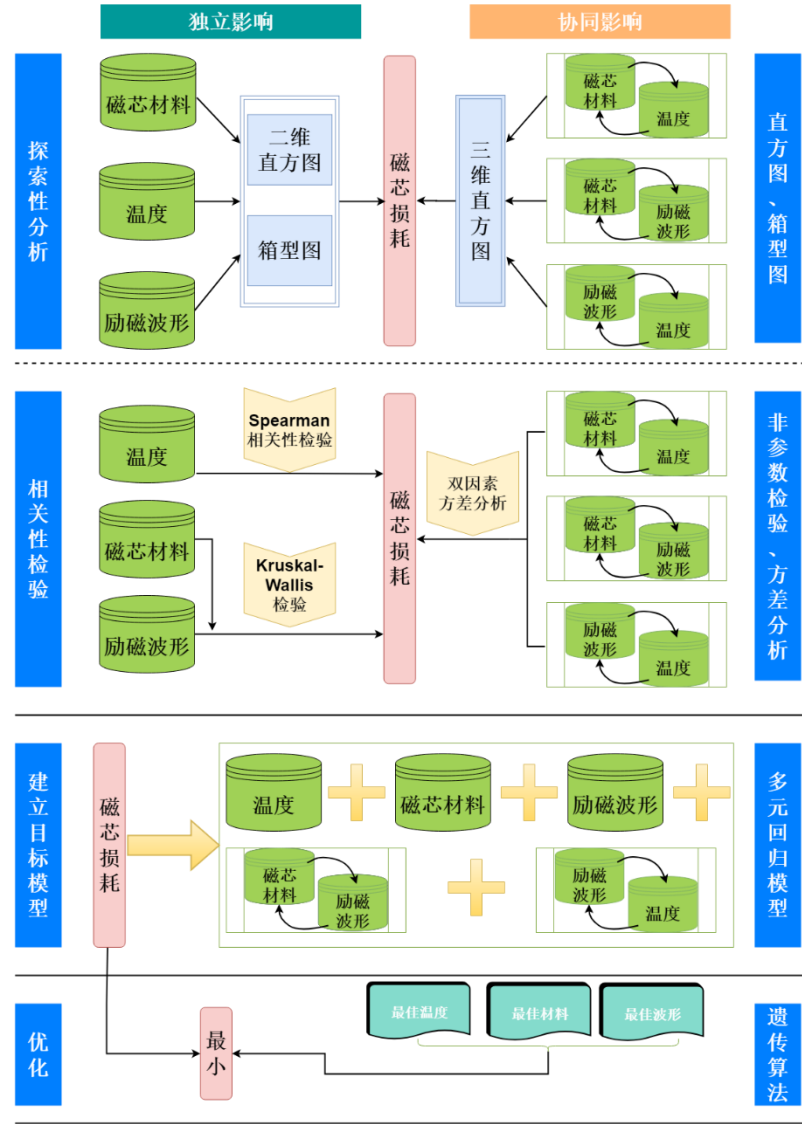 独立影响
协同影响
探索性分析
磁芯材料
温度
励磁波形
二维
直方图
箱型图
磁芯损耗
三维直方图
磁芯
材料
温度
磁芯
材料
励磁
波形
励磁
波形
温度
直方图、箱型图
相关性检验
温度
磁芯材料
励磁波形
Spearman
相关性检验
Kruskal-
Wallis
检验
磁芯损耗
双因素
方差分析
磁芯
材料
温度
磁芯
材料
励磁
波形
励磁
波形
温度
非参数检验、方差分析
建立目标模型
磁芯损耗
温度
磁芯材料
励磁波形
磁芯
材料
励磁
波形
励磁
波形
温度
多元回归模型
优化
最小
最佳温度
最佳材料
最佳波形
遗传算法